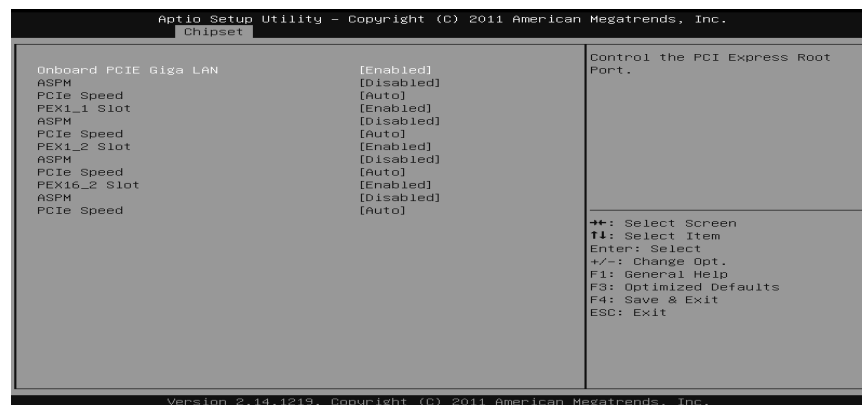 Aptio Setup Utility – Copyright (C) 2011 American Megatrends, Inc.
Chipset
Onboard PCIE Giga LAN [Enabled]
ASPM [Disabled]
PCIe Speed [Auto]
PEX1_1 Slot [Enabled]
ASPM [Disabled]
PCIe Speed [Auto]
PEX1_2 Slot [Enabled]
ASPM [Disabled]
PCIe Speed [Auto]
PEX16_2 Slot [Enabled]
ASPM [Disabled]
PCIe Speed [Auto]
Control the PCI Express Root
Port.
→←: Select Screen
↑↓: Select Item
Enter: Select
+/-: Change Opt.
F1: General Help
F3: Optimized Defaults
F4: Save & Exit
ESC: Exit
Version 2.14.1219. Copyright (C) 2011 American Megatrends, Inc.